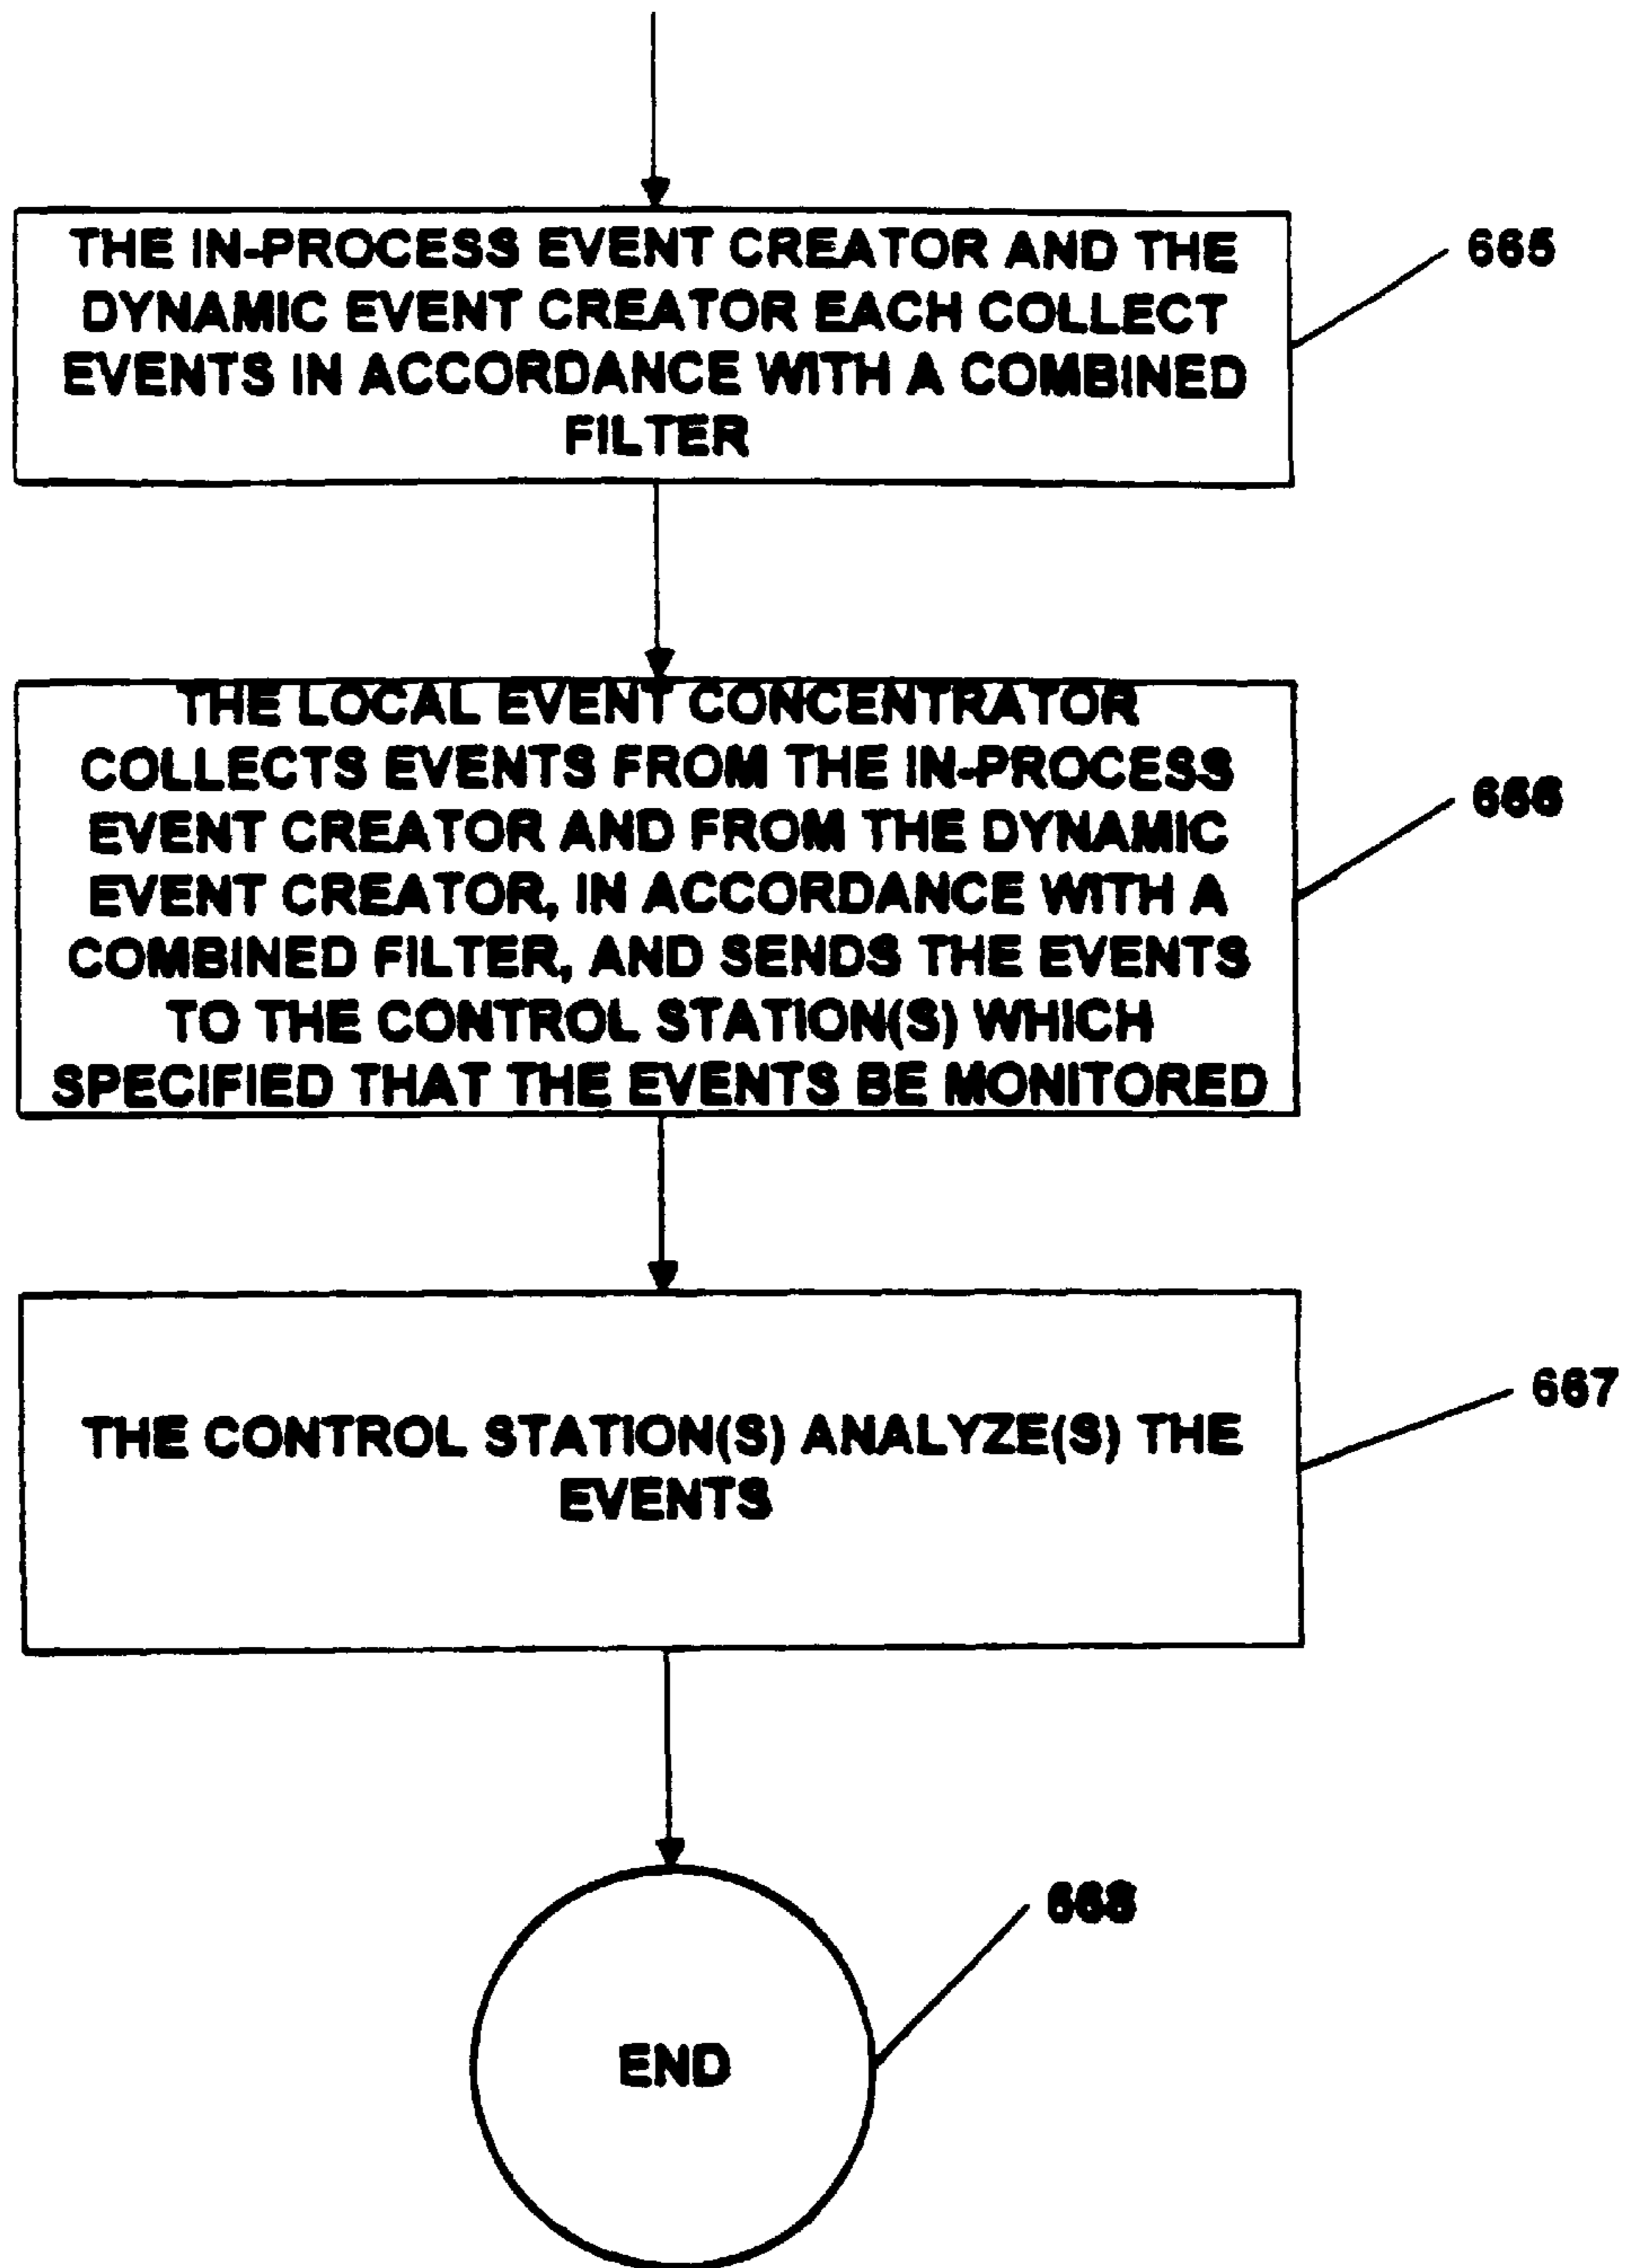 THE IN-PROCESS EVENT CREATOR AND THE
DYNAMIC EVENT CREATOR EACH COLLECT
EVENTS IN ACCORDANCE WITH A COMBINED
FILTER
665
THE LOCAL EVENT CONCENTRATOR
COLLECTS EVENTS FROM THE IN-PROCESS
EVENT CREATOR AND FROM THE DYNAMIC
EVENT CREATOR, IN ACCORDANCE WITH A
COMBINED FILTER, AND SENDS THE EVENTS
TO THE CONTROL STATION(S) WHICH
SPECIFIED THAT THE EVENTS BE MONITORED
666
THE CONTROL STATION(S) ANALYZE(S) THE
EVENTS
667
END
668